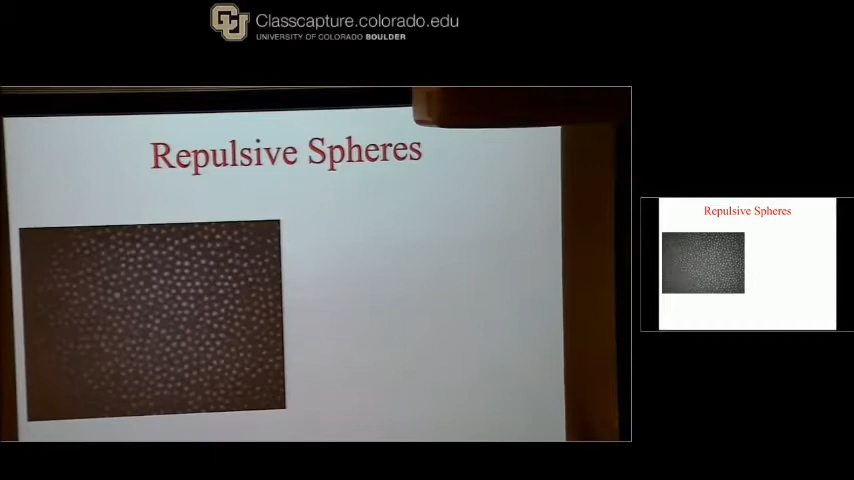 Classcapture.colorado.edu
UNIVERSITY OF COLORADO BOULDER
Repulsive Spheres
Repulsive Spheres